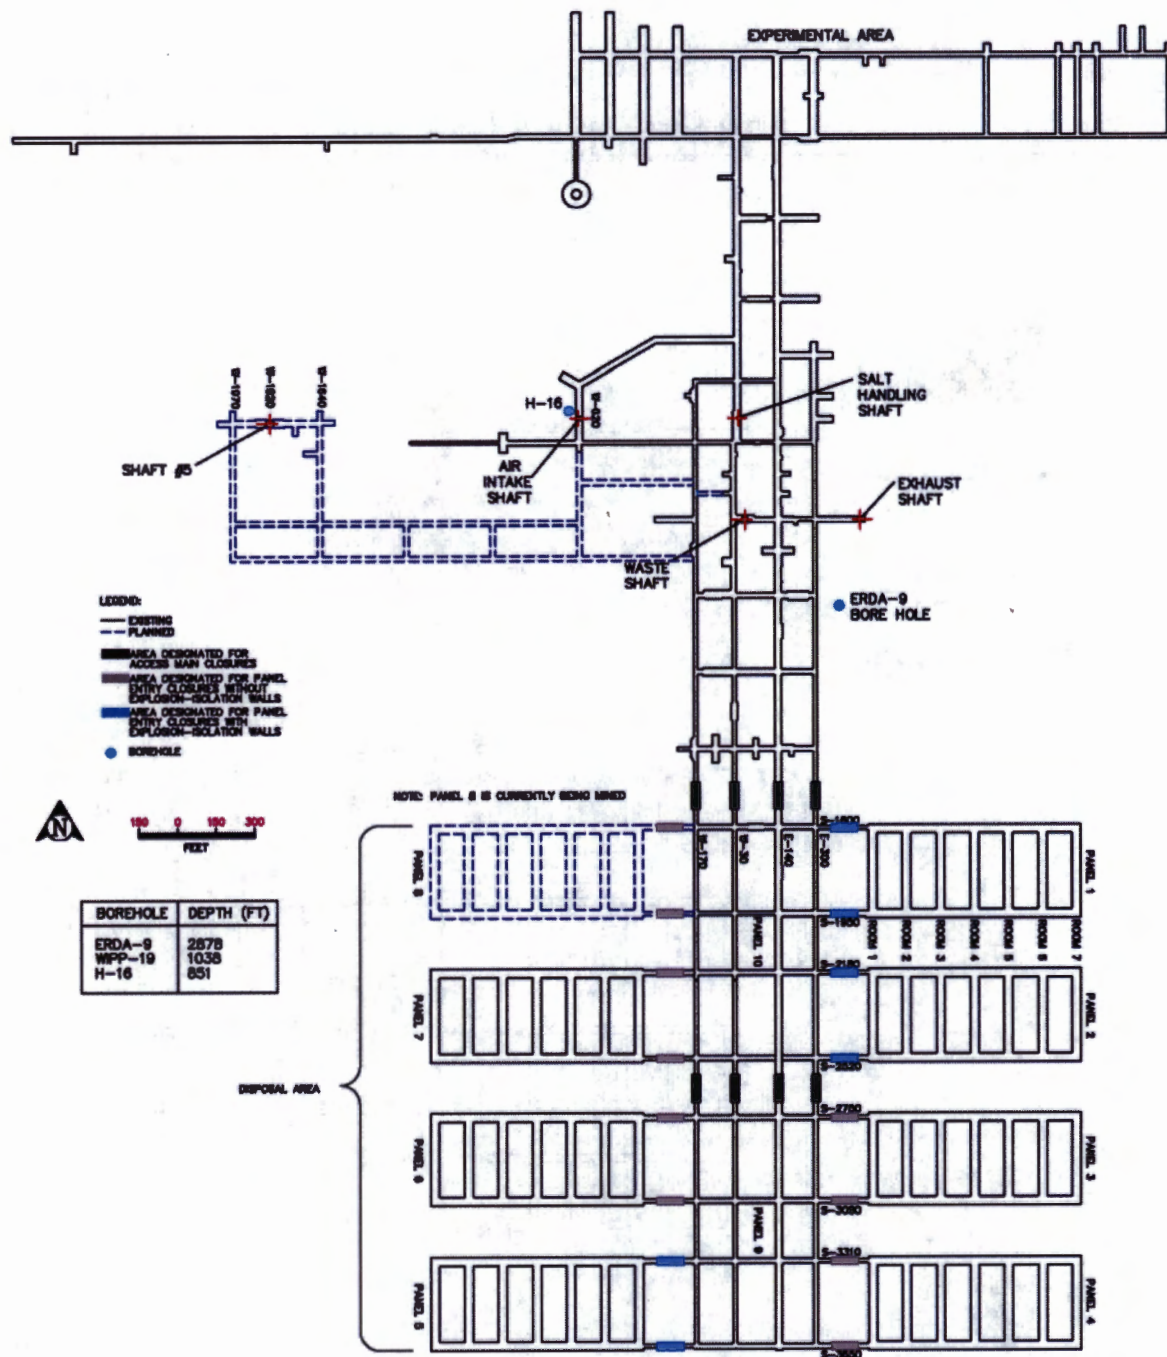 EXPERIMENTAL AREA
W-1970
W-1640
H-16
SALT
HANDLING
SHAFT
SHAFT #5
AIR
INTAKE
SHAFT
EXHAUST
SHAFT
WASTE
SHAFT
ERDA-9
BORE HOLE
LEGEND:
EXISTING
PLANNED
AREA DESIGNATED FOR
ACCESS MAIN CLOSURES
AREA DESIGNATED FOR PANEL
ENTRY CLOSURES WITHOUT
EXPLOSION-ISOLATION WALLS
AREA DESIGNATED FOR PANEL
ENTRY CLOSURES WITH
EXPLOSION-ISOLATION WALLS
BOREHOLE
NOTE: PANEL 8 IS CURRENTLY BEING MINED
N
150 0 150 300
FEET
BOREHOLE DEPTH (FT)
ERDA-9 2878
WIPP-19 1038
H-16 851
DISPOSAL AREA
S-1600
W-170
W-30
E-140
E-300
PANEL 8
PANEL 1
S-1950
ROOM 1
ROOM 2
ROOM 3
ROOM 4
ROOM 5
ROOM 6
ROOM 7
PANEL 10
S-2180
PANEL 7
PANEL 2
S-2520
S-2750
PANEL 6
PANEL 3
S-3080
PANEL 9
S-3310
PANEL 5
PANEL 4